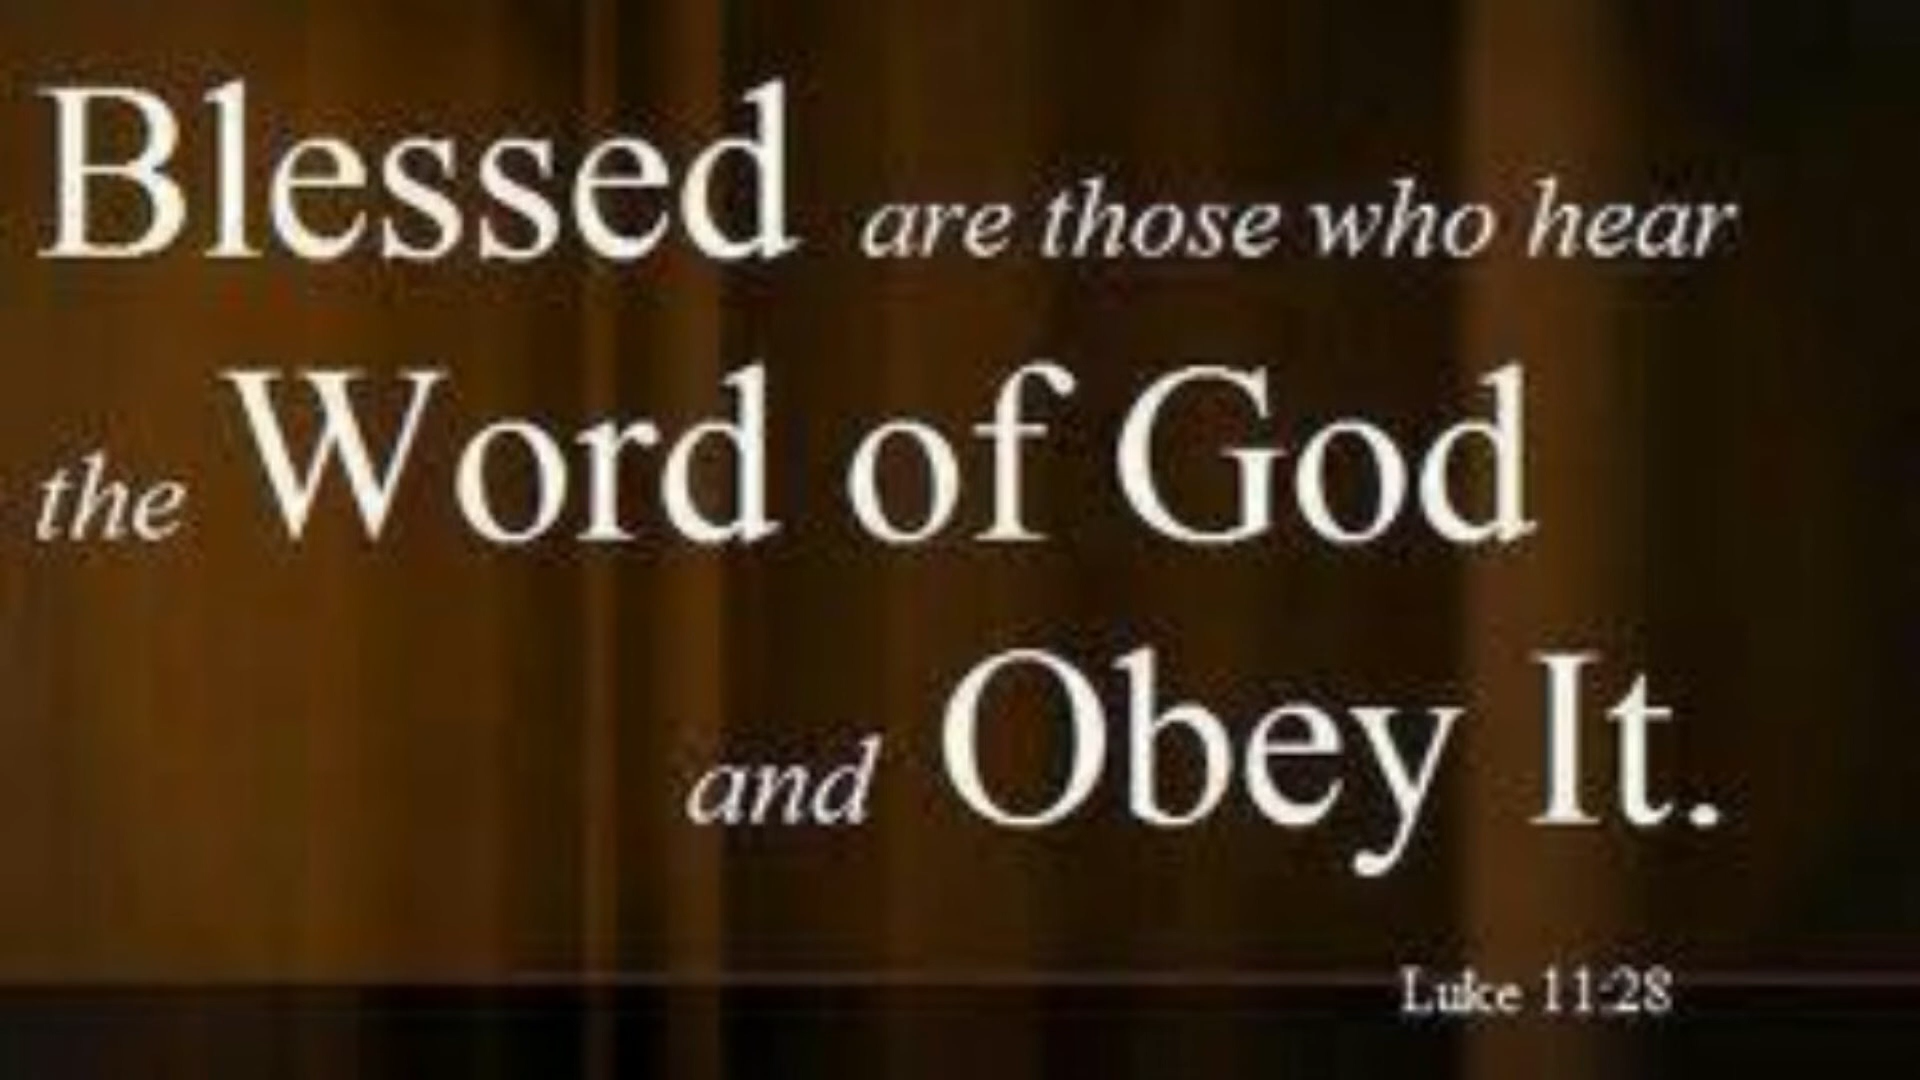 Blessed are those who hear
the Word of God
and Obey It.
Luke 11:28